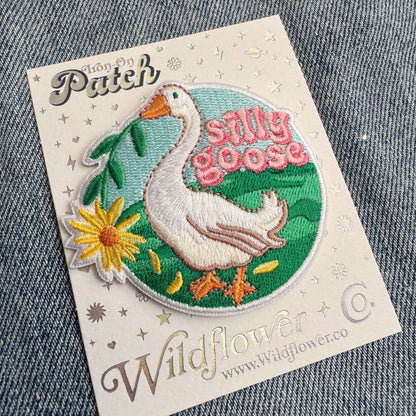 Iron-On
Patch
silly
goose
Wildflower Co.
www.Wildflower.co